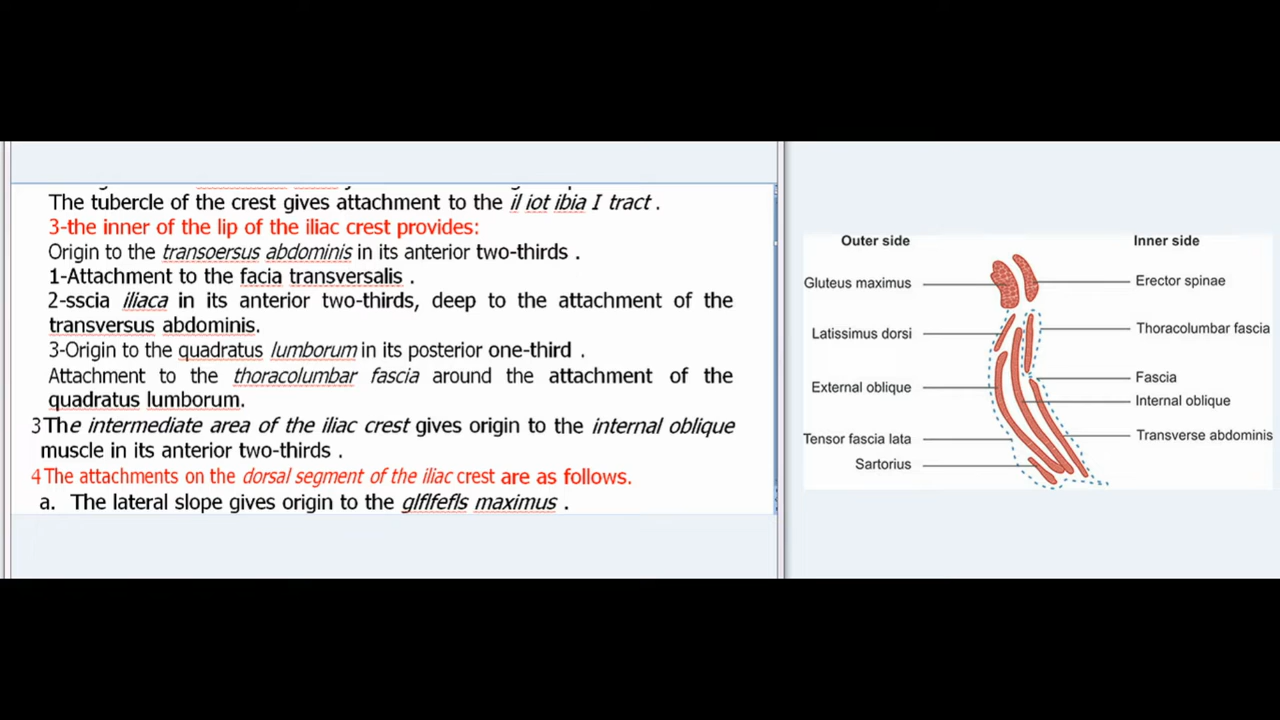 The tubercle of the crest gives attachment to the il iot ibia I tract .
3-the inner of the lip of the iliac crest provides:
Origin to the transoersus abdominis in its anterior two-thirds .
1-Attachment to the facia transversalis .
2-sscia iliaca in its anterior two-thirds, deep to the attachment of the
transversus abdominis.
3-Origin to the quadratus lumborum in its posterior one-third .
Attachment to the thoracolumbar fascia around the attachment of the
quadratus lumborum.
3The intermediate area of the iliac crest gives origin to the internal oblique
muscle in its anterior two-thirds .
4 The attachments on the dorsal segment of the iliac crest are as follows.
a. The lateral slope gives origin to the glflfefls maximus .
Outer side
Inner side
Gluteus maximus
Erector spinae
Latissimus dorsi
Thoracolumbar fascia
External oblique
Fascia
Internal oblique
Tensor fascia lata
Transverse abdominis
Sartorius